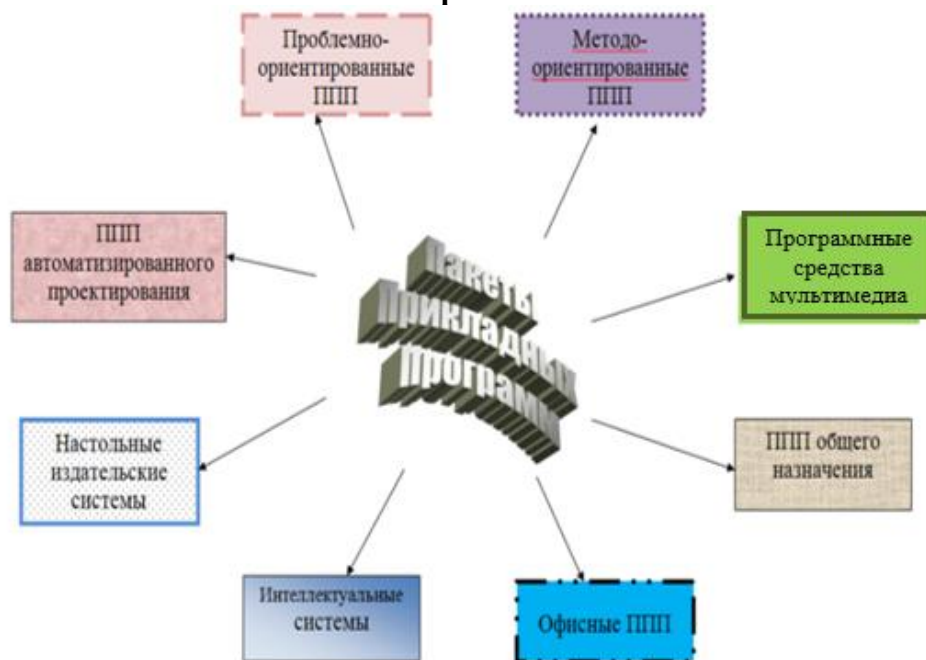 Проблемно-
ориентированные
ППП
Методо-
ориентированные
ППП
ППП
автоматизированного
проектирования
Программные
средства
мультимедиа
Пакеты
Прикладных
Программ
Настольные
издательские
системы
ППП общего
назначения
Интеллектуальные
системы
Офисные ППП